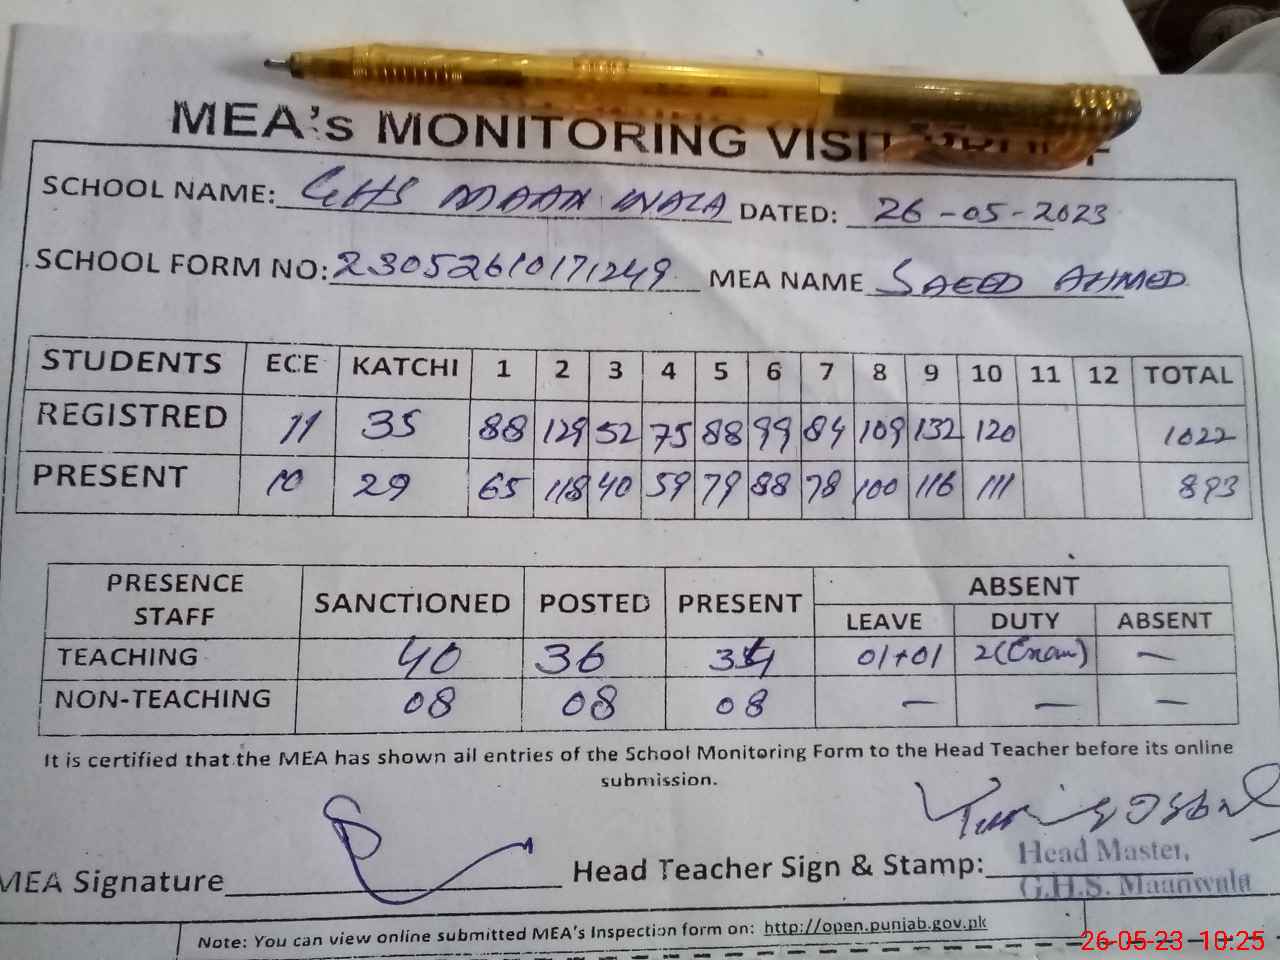 MEA's MONITORING VISIT PROOF
SCHOOL NAME: GHS MAAN WALA DATED: 26-05-2023
SCHOOL FORM NO: 23052610171249 MEA NAME SAEED AHMED
STUDENTS ECE KATCHI 1 2 3 4 5 6 7 8 9 10 11 12 TOTAL
REGISTRED 11 35 88 129 52 75 88 99 84 109 132 120 1022
PRESENT 10 29 65 118 40 59 79 88 78 100 116 111 893
PRESENCE STAFF SANCTIONED POSTED PRESENT ABSENT
LEAVE DUTY ABSENT
TEACHING 40 36 34 01+01 2(Exam) —
NON-TEACHING 08 08 08 — — —
It is certified that the MEA has shown all entries of the School Monitoring Form to the Head Teacher before its online
submission.
MEA Signature Head Teacher Sign & Stamp: Head Master,
G.H.S. Maanwala
Note: You can view online submitted MEA's Inspection form on: http://open.punjab.gov.pk
26-05-23 10:25